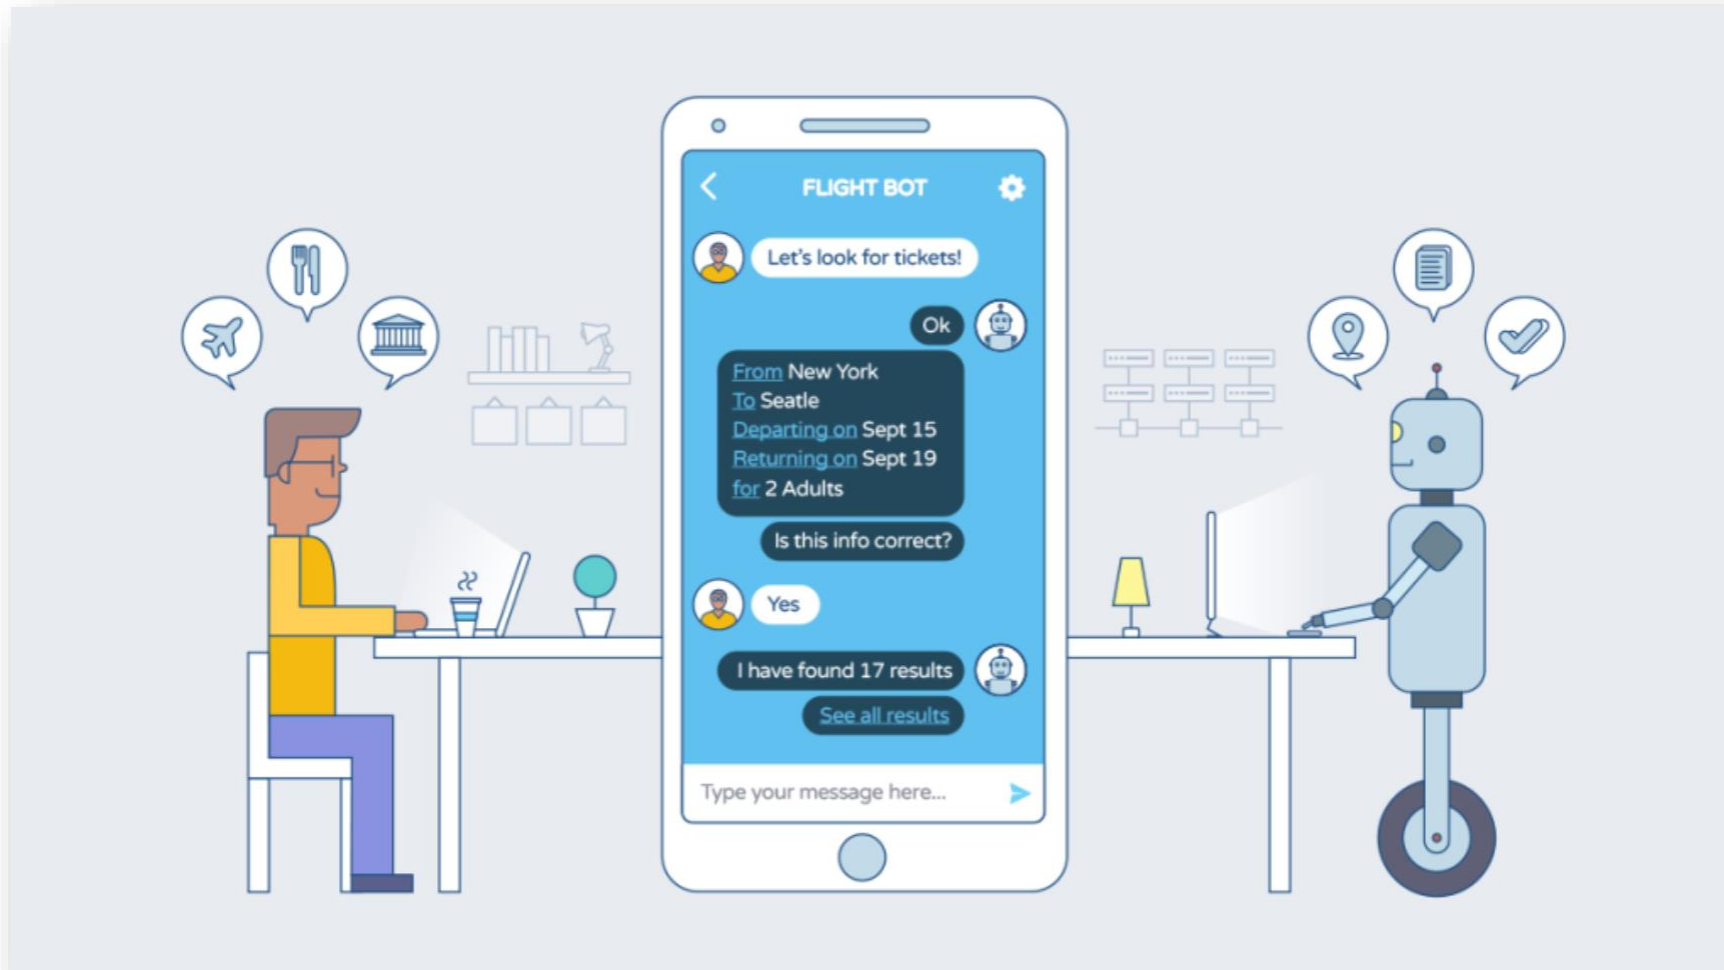 FLIGHT BOT
Let's look for tickets!
Ok
From New York
To Seatle
Departing on Sept 15
Returning on Sept 19
for 2 Adults
Is this info correct?
Yes
I have found 17 results
See all results
Type your message here...